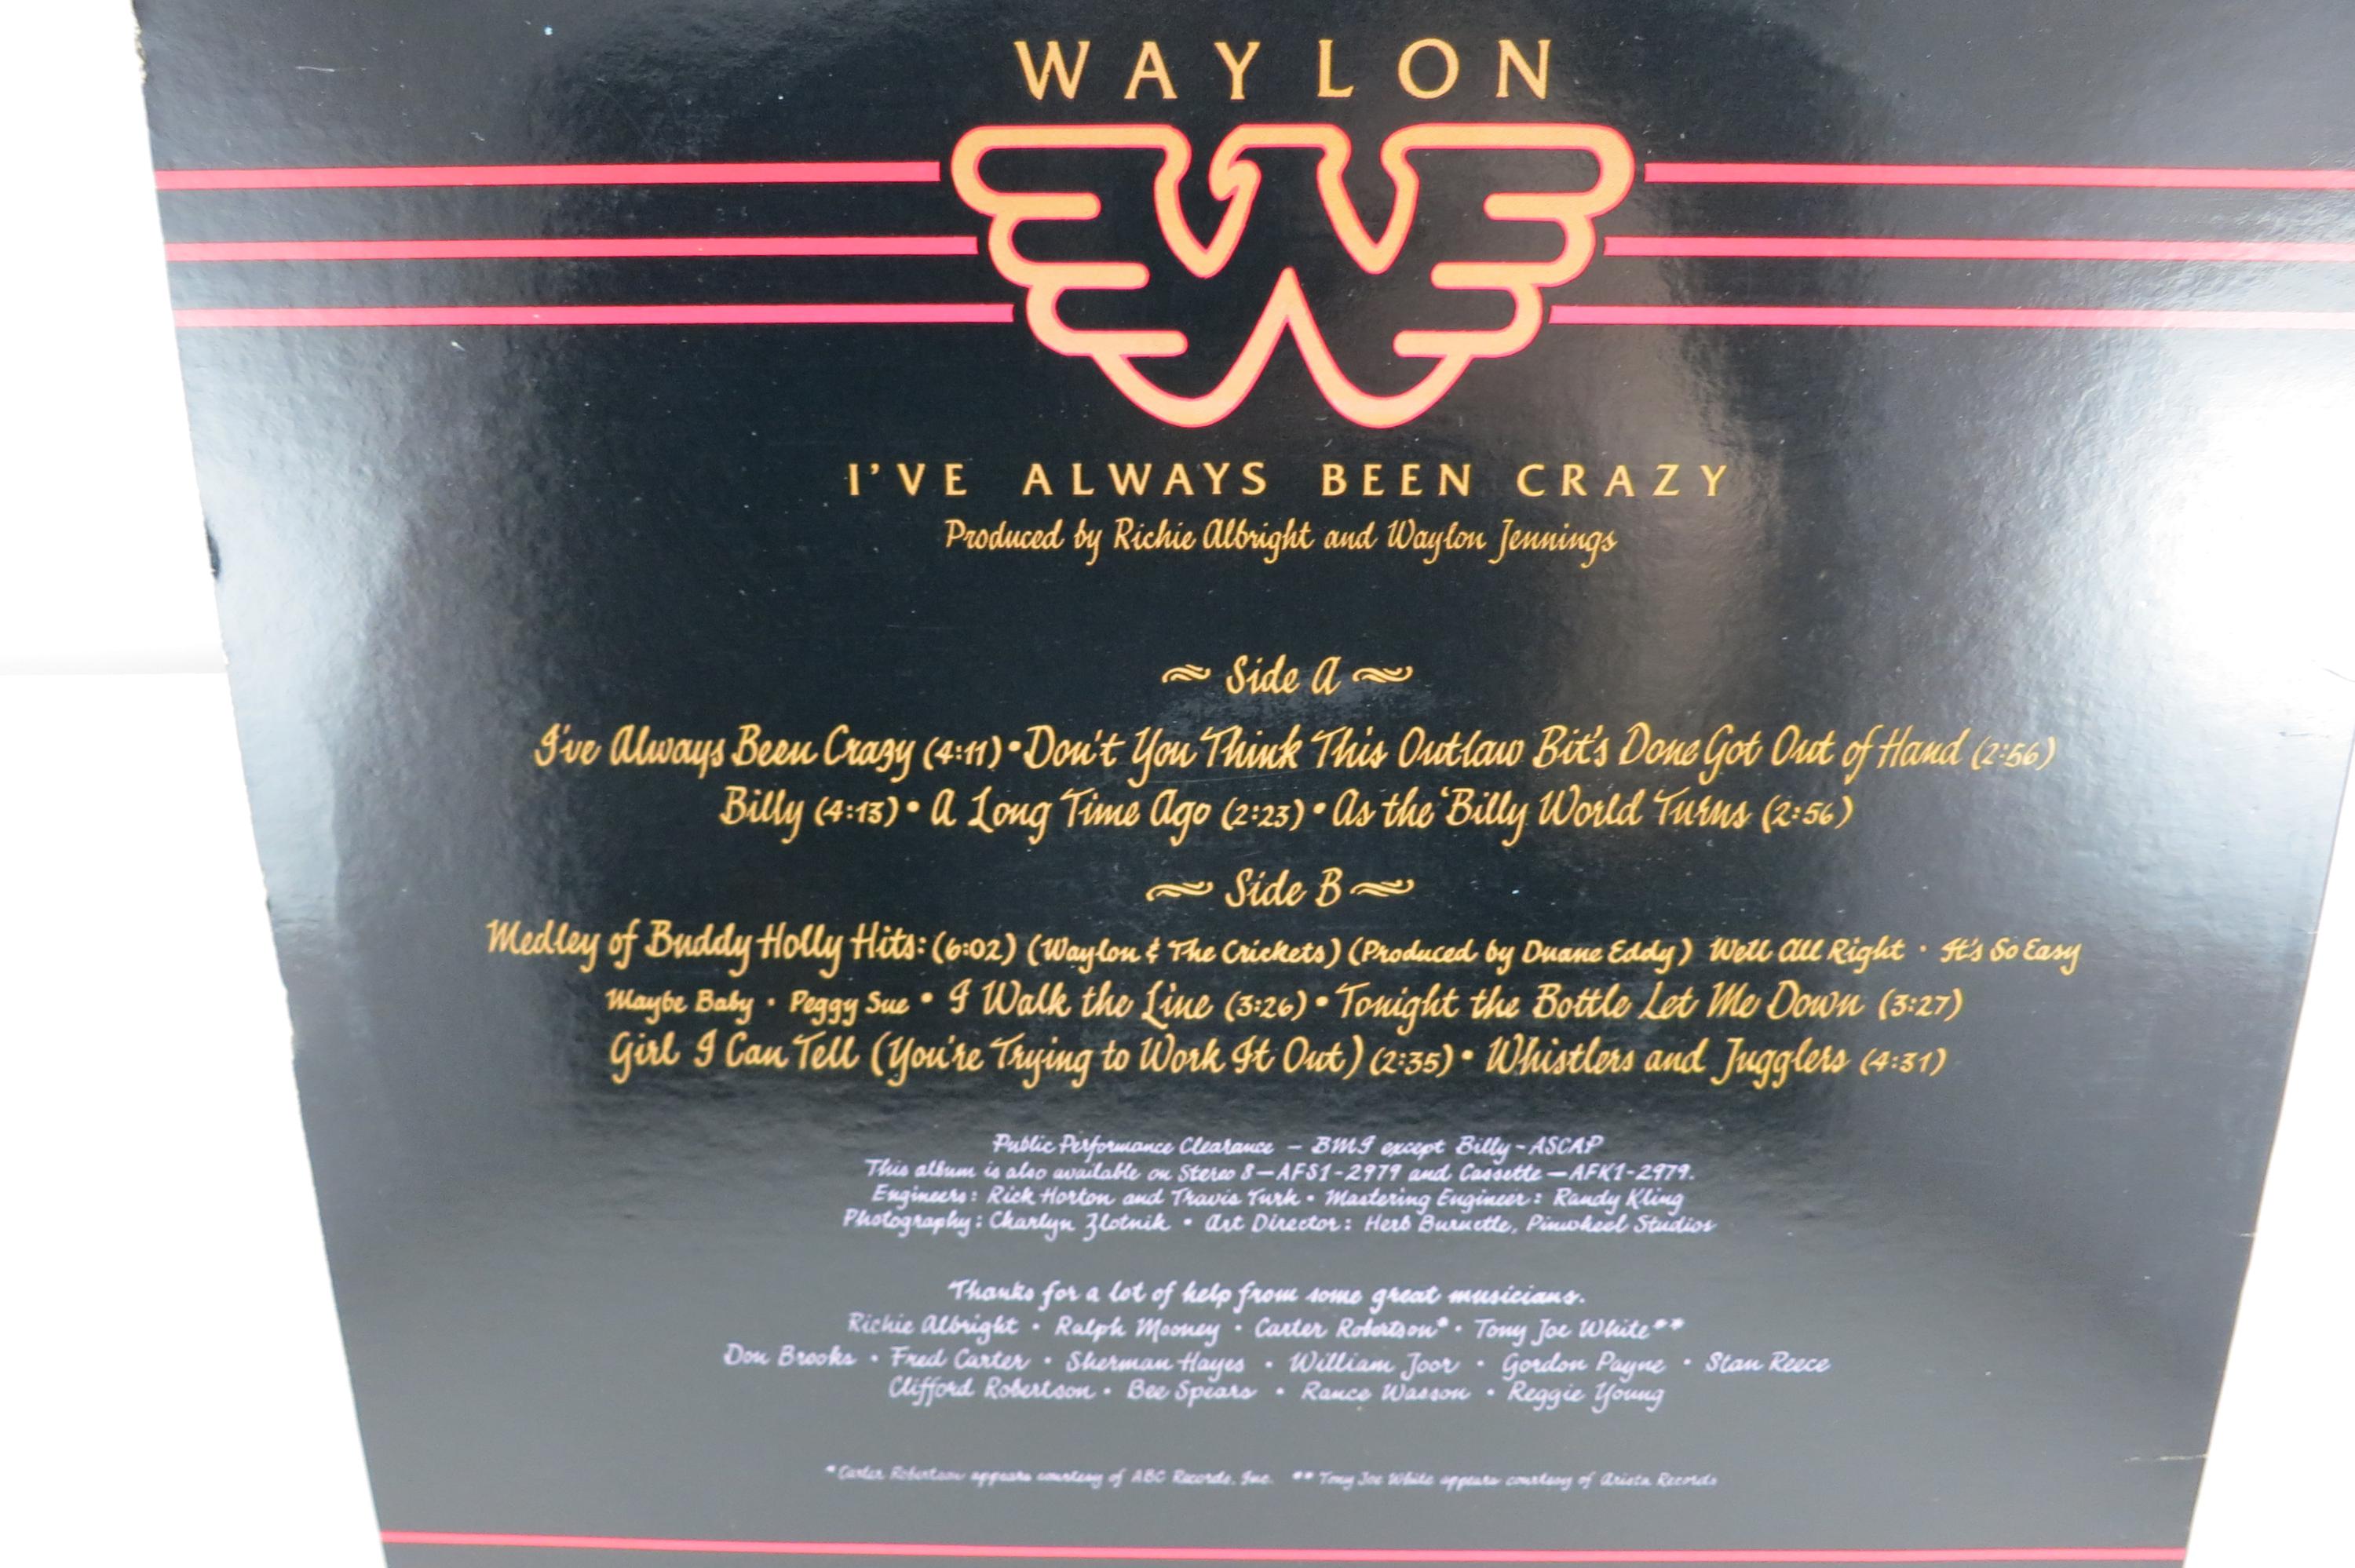 WAYLON
I'VE ALWAYS BEEN CRAZY
Produced by Richie Albright and Waylon Jennings
~ Side A ~
I've Always Been Crazy (4:11) • Don't You Think This Outlaw Bit's Done Got Out of Hand (2:56)
Billy (4:13) • A Long Time Ago (2:23) • As the 'Billy World Turns (2:56)
~ Side B ~
Medley of Buddy Holly Hits: (6:02) (Waylon & The Crickets) (Produced by Duane Eddy) Well All Right · It's So Easy
Maybe Baby · Peggy Sue • I Walk the Line (3:26) • Tonight the Bottle Let Me Down (3:27)
Girl I Can Tell (You're Trying to Work It Out) (2:35) • Whistlers and Jugglers (4:31)
Public Performance Clearance – BMI except Billy - ASCAP
This album is also available on Stereo 8 — AFS1-2979 and Cassette — AFK1-2979.
Engineers: Rick Horton and Travis Turk • Mastering Engineer: Randy Kling
Photography: Charlyn Zlotnik • Art Director: Herb Burnette, Pinwheel Studios
Thanks for a lot of help from some great musicians.
Richie Albright · Ralph Mooney · Carter Robertson* · Tony Joe White**
Don Brooks · Fred Carter · Sherman Hayes · William Joor · Gordon Payne · Stan Reece
Clifford Robertson · Bee Spears · Rance Wasson · Reggie Young
* Carter Robertson appears courtesy of ABC Records, Inc. ** Tony Joe White appears courtesy of Arista Records